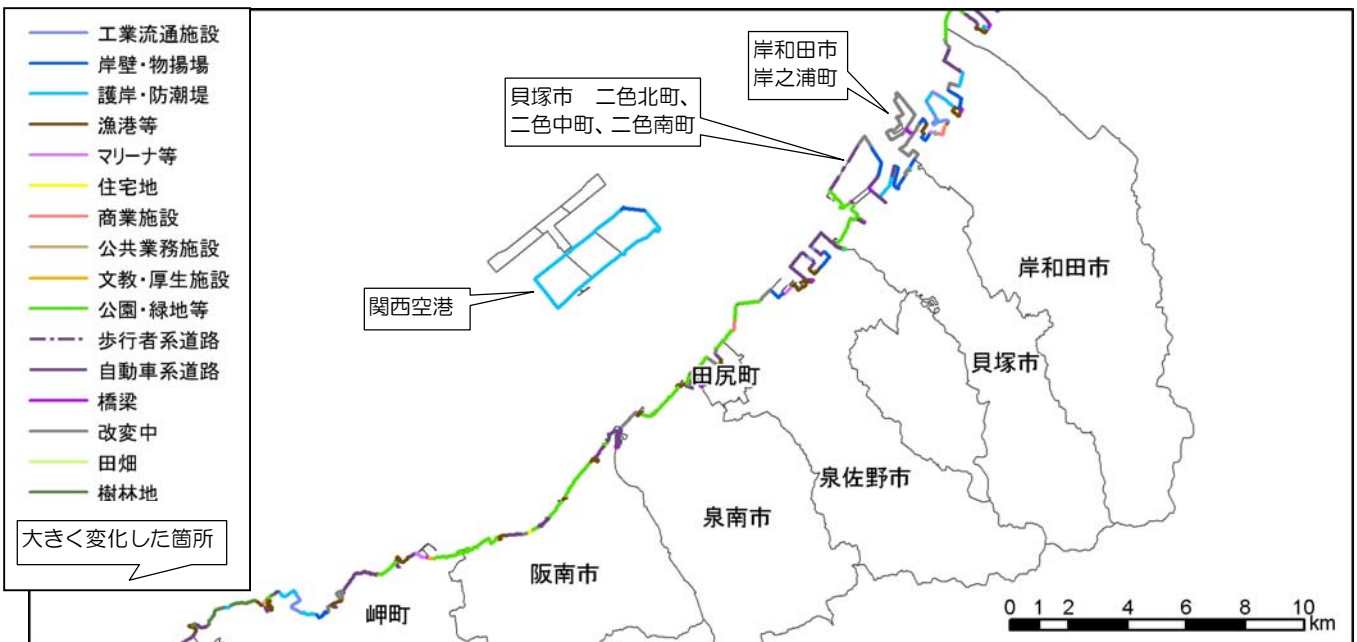 工業流通施設
岸壁・物揚場
護岸・防潮堤
漁港等
マリーナ等
住宅地
商業施設
公共業務施設
文教・厚生施設
公園・緑地等
歩行者系道路
自動車系道路
橋梁
改変中
田畑
樹林地
大きく変化した箇所
岸和田市
岸之浦町
貝塚市　二色北町、
二色中町、二色南町
関西空港
岸和田市
貝塚市
田尻町
泉佐野市
泉南市
阪南市
岬町
0 1 2 4 6 8 10
km